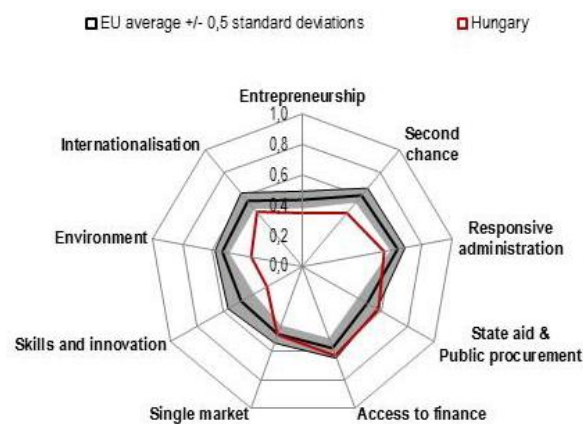 EU average +/- 0,5 standard deviations
Hungary
Entrepreneurship
1,0
Second
chance
0,8
Internationalisation
0,6
0,4
Responsive
administration
Environment
0,2
0,0
State aid &
Public procurement
Skills and innovation
Access to finance
Single market